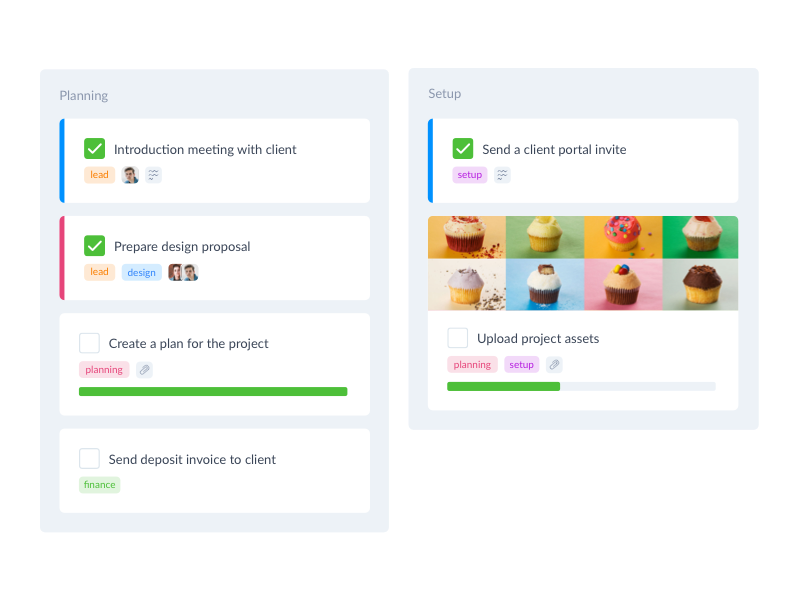 Planning
Introduction meeting with client
lead
Prepare design proposal
lead design
Create a plan for the project
planning
Send deposit invoice to client
finance
Setup
Send a client portal invite
setup
Upload project assets
planning setup